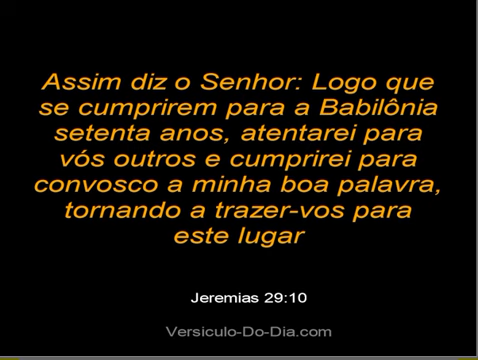 Assim diz o Senhor: Logo que
se cumprirem para a Babilônia
setenta anos, atentarei para
vós outros e cumprirei para
convosco a minha boa palavra,
tornando a trazer-vos para
este lugar
Jeremias 29:10
Versiculo-Do-Dia.com